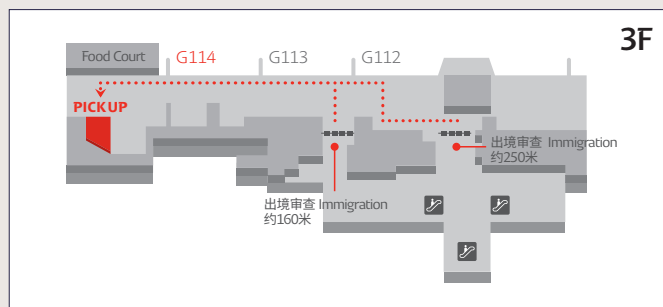 3F
Food Court
G114
G113
G112
PICK UP
出境审查 Immigration
约250米
出境审查 Immigration
约160米